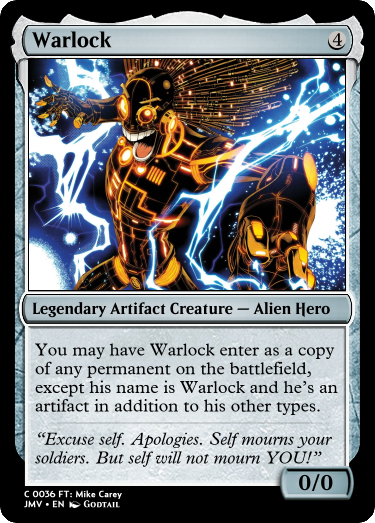 Warlock 4
Legendary Artifact Creature — Alien Hero
You may have Warlock enter as a copy
of any permanent on the battlefield,
except his name is Warlock and he's an
artifact in addition to his other types.
“Excuse self. Apologies. Self mourns your
soldiers. But self will not mourn YOU!”
0/0
C 0036 FT: Mike Carey
JMV • EN GODTAIL